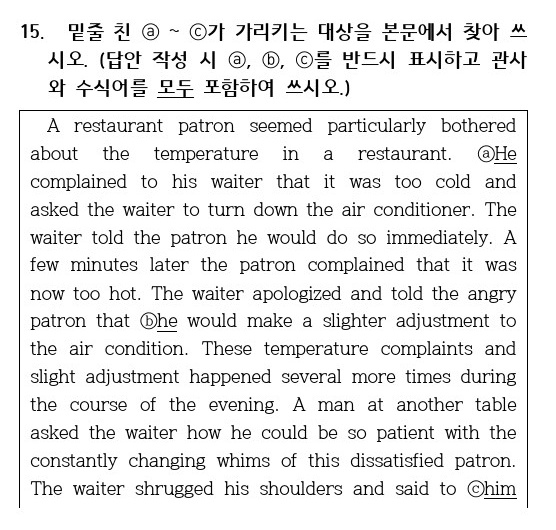 15. 밑줄 친 ⓐ ~ ⓒ가 가리키는 대상을 본문에서 찾아 쓰
시오. (답안 작성 시 ⓐ, ⓑ, ⓒ를 반드시 표시하고 관사
와 수식어를 모두 포함하여 쓰시오.)
A restaurant patron seemed particularly bothered
about the temperature in a restaurant. ⓐHe
complained to his waiter that it was too cold and
asked the waiter to turn down the air conditioner. The
waiter told the patron he would do so immediately. A
few minutes later the patron complained that it was
now too hot. The waiter apologized and told the angry
patron that ⓑhe would make a slighter adjustment to
the air condition. These temperature complaints and
slight adjustment happened several more times during
the course of the evening. A man at another table
asked the waiter how he could be so patient with the
constantly changing whims of this dissatisfied patron.
The waiter shrugged his shoulders and said to ⓒhim